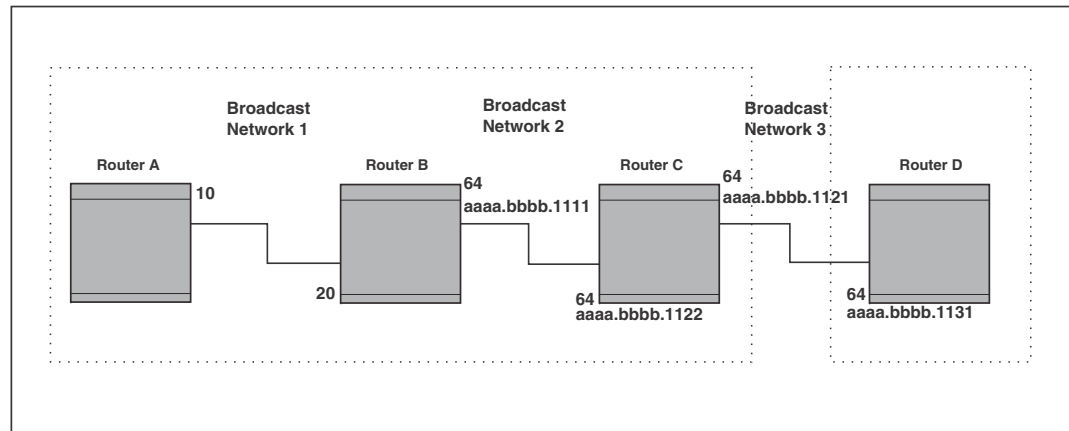 Broadcast
Network 1
Broadcast
Network 2
Broadcast
Network 3
Router A
Router B
Router C
Router D
10
64
aaaa.bbbb.1111
64
aaaa.bbbb.1121
20
64
aaaa.bbbb.1122
64
aaaa.bbbb.1131